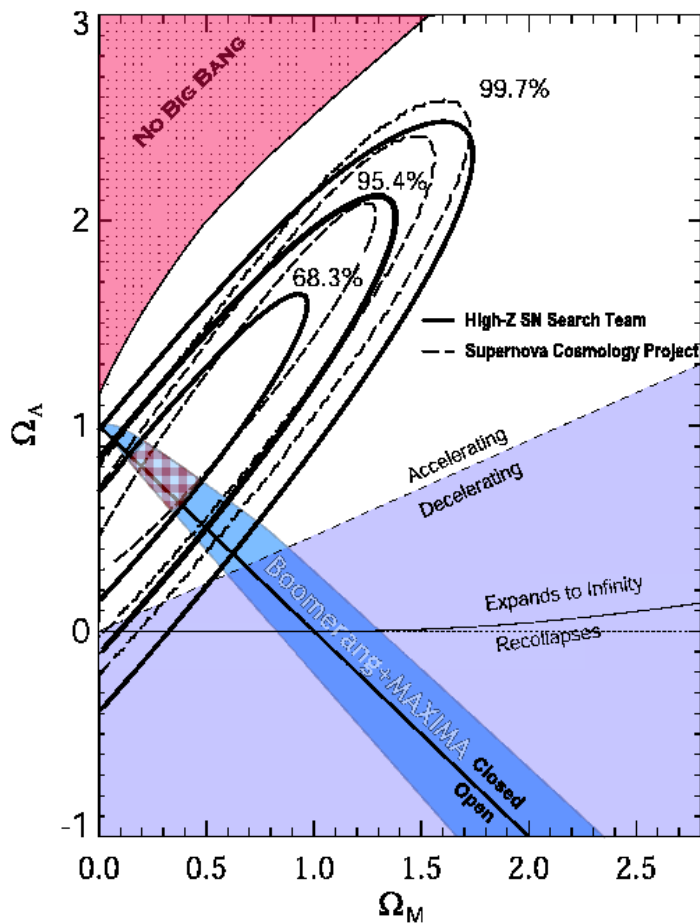 3
NO BIG BANG
99.7%
95.4%
2
68.3%
High-Z SN Search Team
Supernova Cosmology Project
Ω_Λ
1
Accelerating
Decelerating
Boomerang+MAXIMA
Expands to Infinity
0
Recollapses
Closed
Open
-1
0.0 0.5 1.0 1.5 2.0 2.5
Ω_M